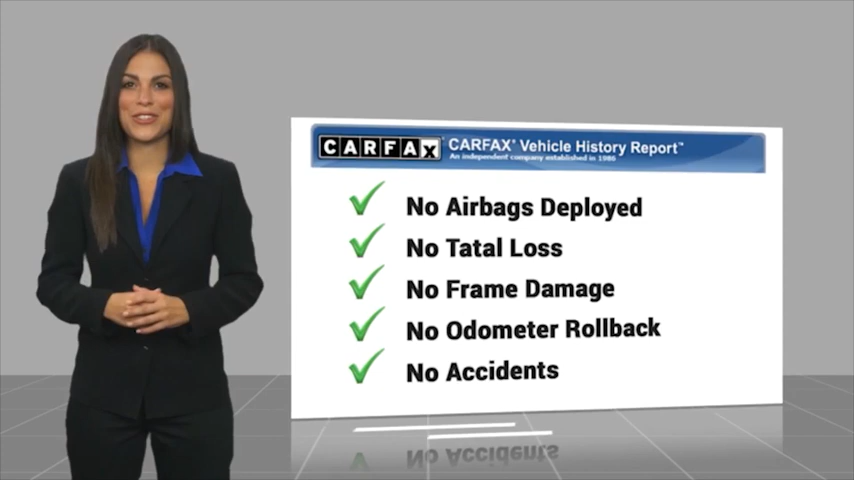 CARFAX CARFAX® Vehicle History Report™
An independent company established in 1986
No Airbags Deployed
No Tatal Loss
No Frame Damage
No Odometer Rollback
No Accidents
No Accidents